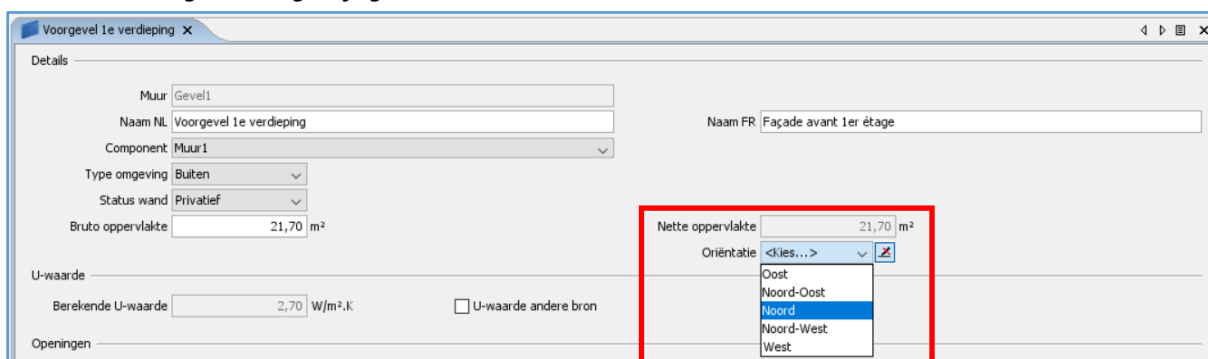 Voorgevel 1e verdieping
Details
Muur Gevel1
Naam NL Voorgevel 1e verdieping Naam FR Façade avant 1er étage
Component Muur1
Type omgeving Buiten
Status wand Privatief
Bruto oppervlakte 21,70 m² Nette oppervlakte 21,70 m²
Oriëntatie <Kies...>
Oost
Noord-Oost
Noord
Noord-West
West
U-waarde
Berekende U-waarde 2,70 W/m².K U-waarde andere bron
Openingen